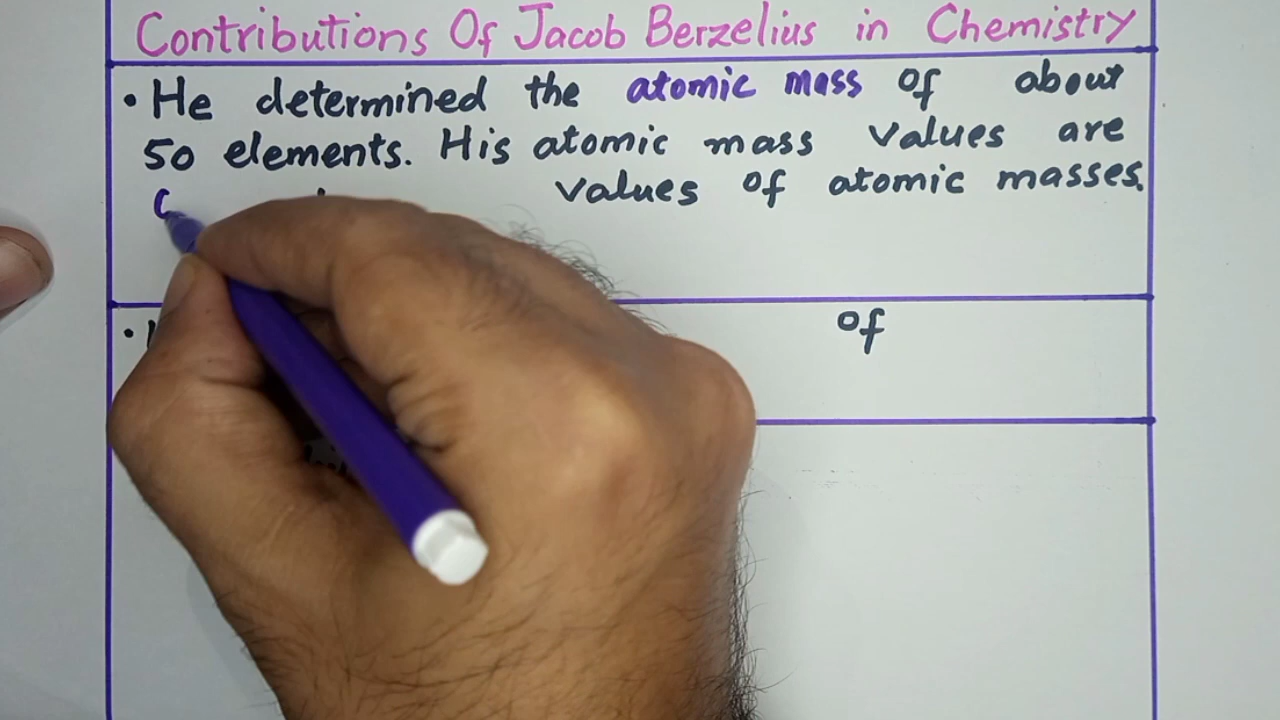 Contributions Of Jacob Berzelius in Chemistry
• He determined the atomic mass of about
50 elements. His atomic mass values are
values of atomic masses.
• of